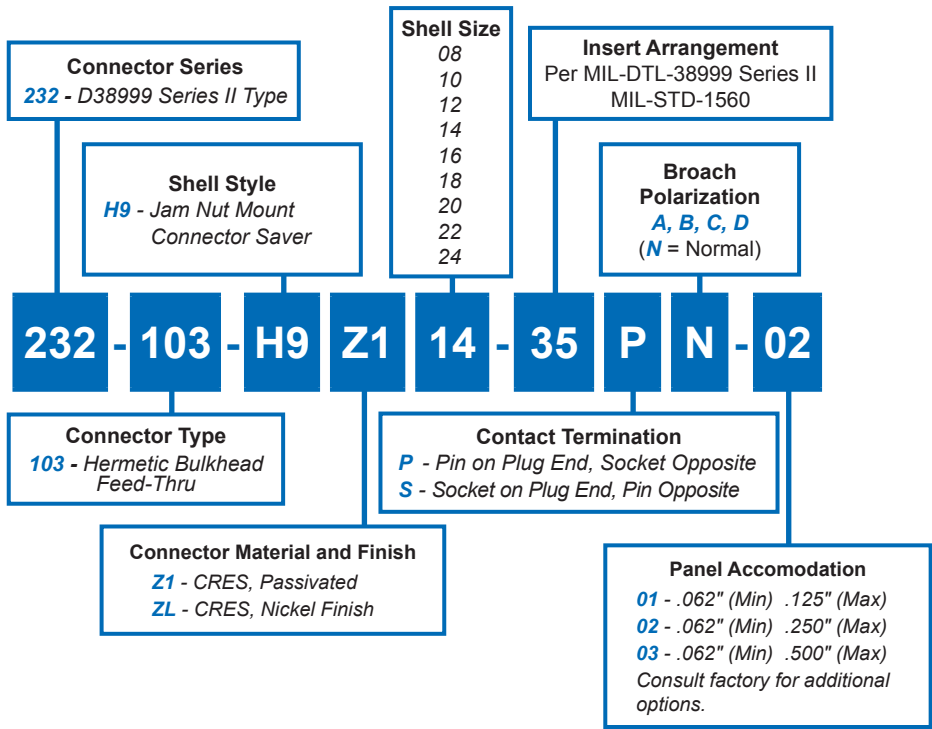 Connector Series
232 - D38999 Series II Type
Shell Size
08
10
12
14
16
18
20
22
24
Insert Arrangement
Per MIL-DTL-38999 Series II
MIL-STD-1560
Shell Style
H9 - Jam Nut Mount
Connector Saver
Broach
Polarization
A, B, C, D
(N = Normal)
232 - 103 - H9 Z1 14 - 35 P N - 02
Connector Type
103 - Hermetic Bulkhead
Feed-Thru
Contact Termination
P - Pin on Plug End, Socket Opposite
S - Socket on Plug End, Pin Opposite
Connector Material and Finish
Z1 - CRES, Passivated
ZL - CRES, Nickel Finish
Panel Accomodation
01 - .062" (Min) .125" (Max)
02 - .062" (Min) .250" (Max)
03 - .062" (Min) .500" (Max)
Consult factory for additional
options.